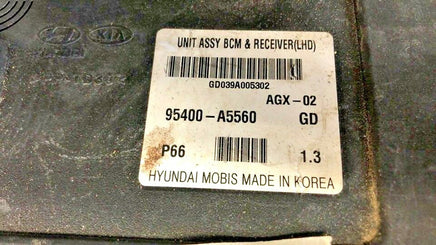 KIA
UNIT ASSY BCM & RECEIVER(LHD)
GD039A005302
AGX-02
95400-A5560 GD
P66 1.3
HYUNDAI MOBIS MADE IN KOREA